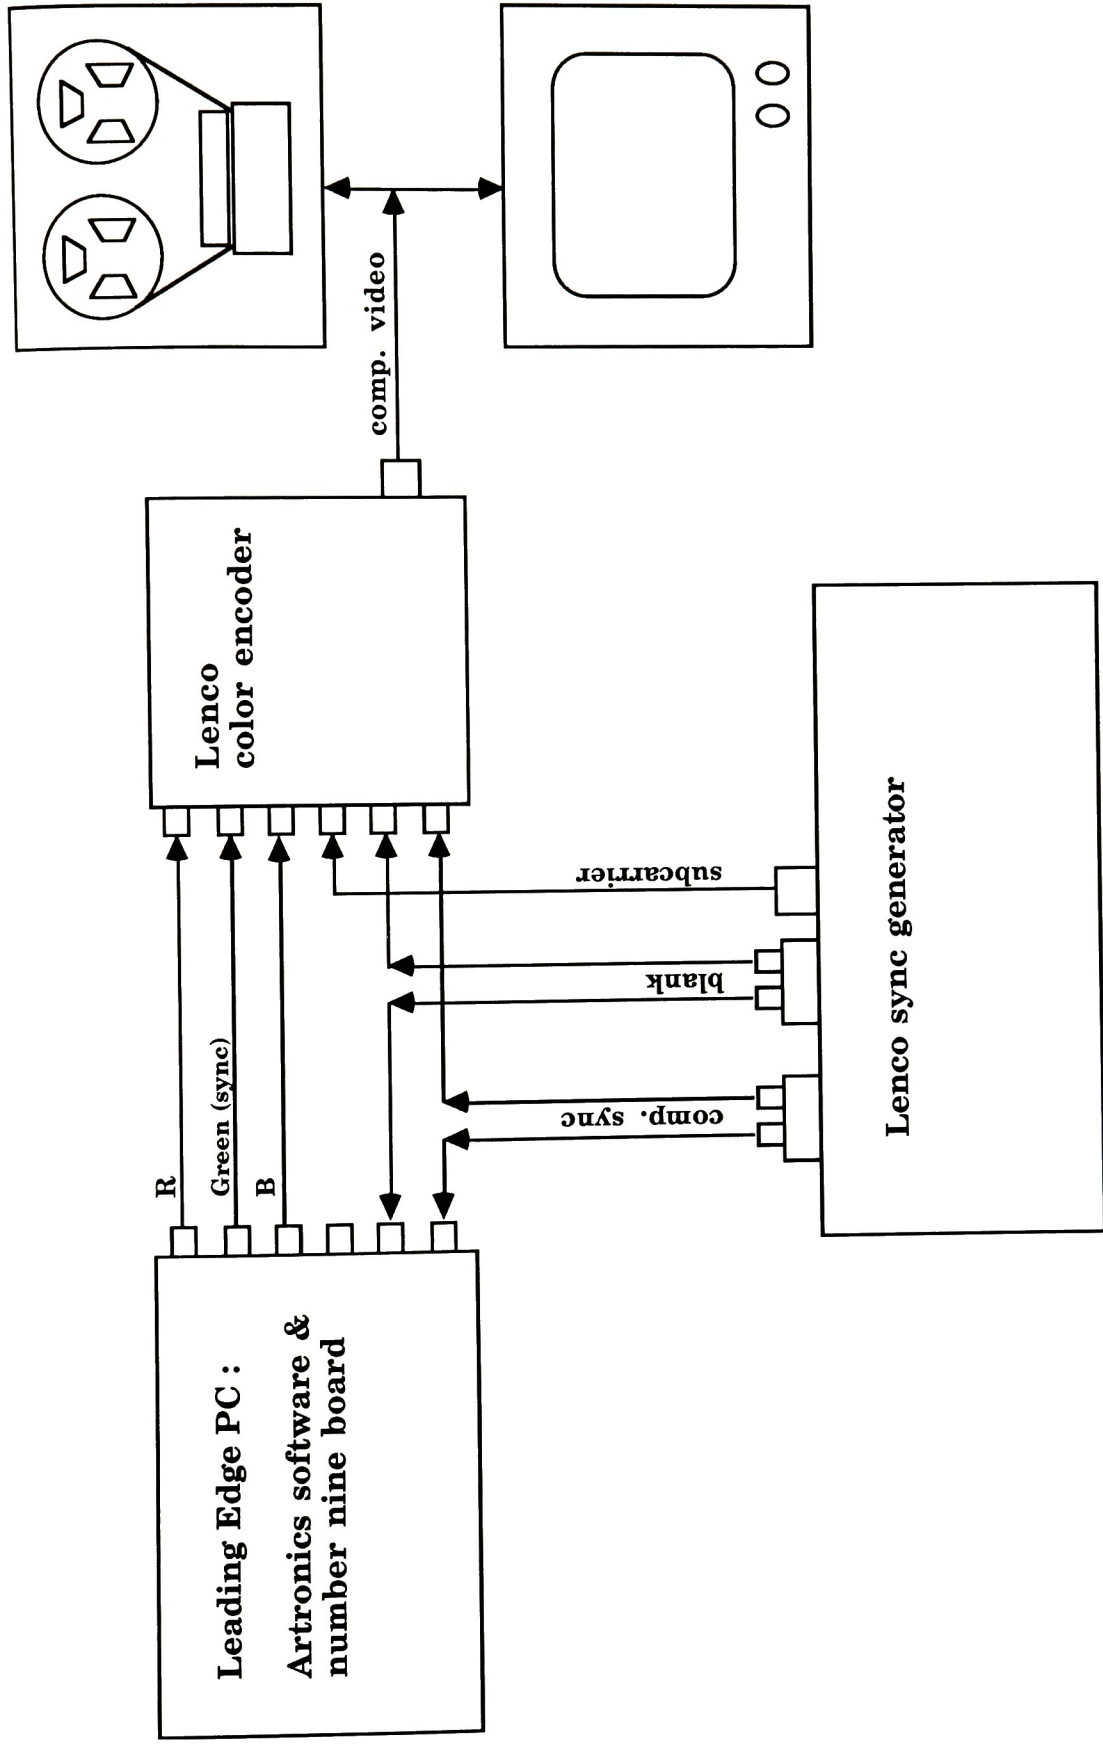 Leading Edge PC :
Artronics software &
number nine board
R
Green (sync)
B
Lenco
color encoder
comp. video
comp. sync
blank
subcarrier
Lenco sync generator